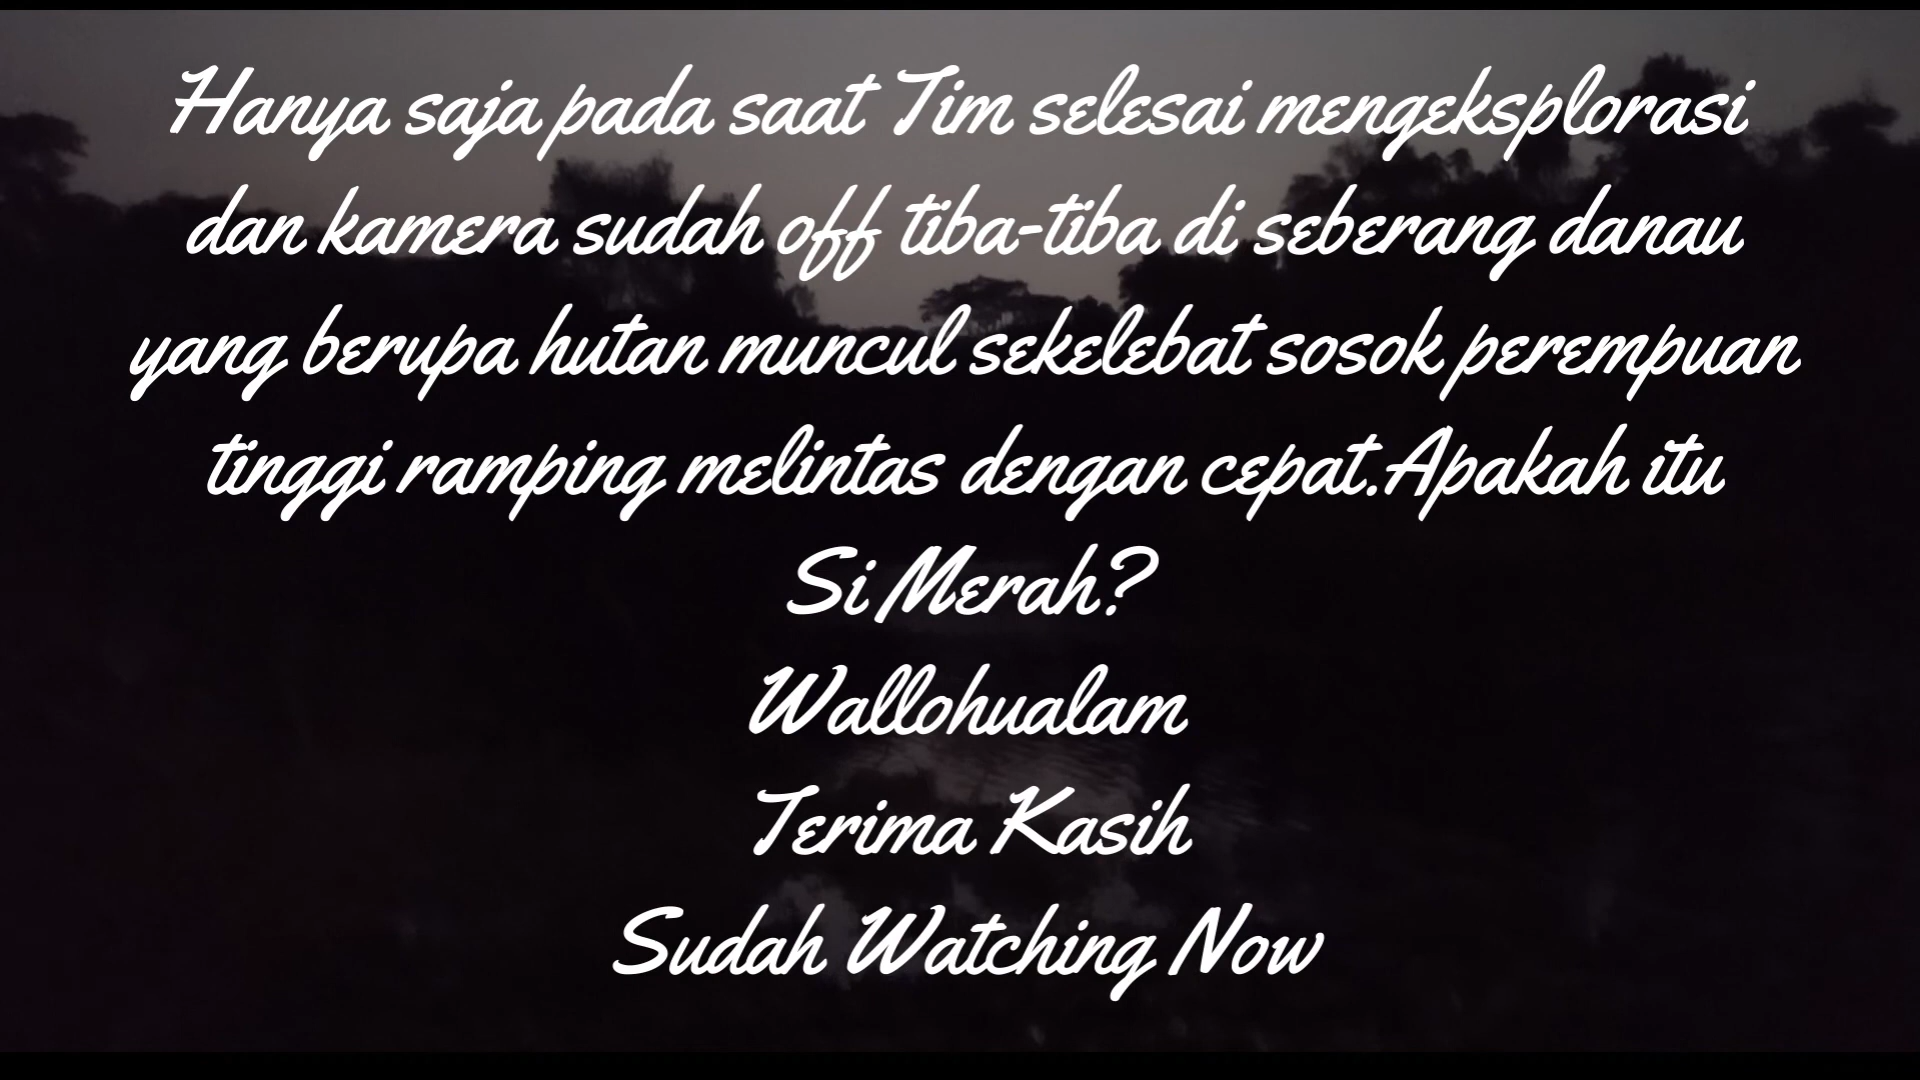 Hanya saja pada saat Tim selesai mengeksplorasi
dan kamera sudah off tiba-tiba di seberang danau
yang berupa hutan muncul sekelebat sosok perempuan
tinggi ramping melintas dengan cepat.Apakah itu
Si Merah?
Wallohualam
Terima Kasih
Sudah Watching Now